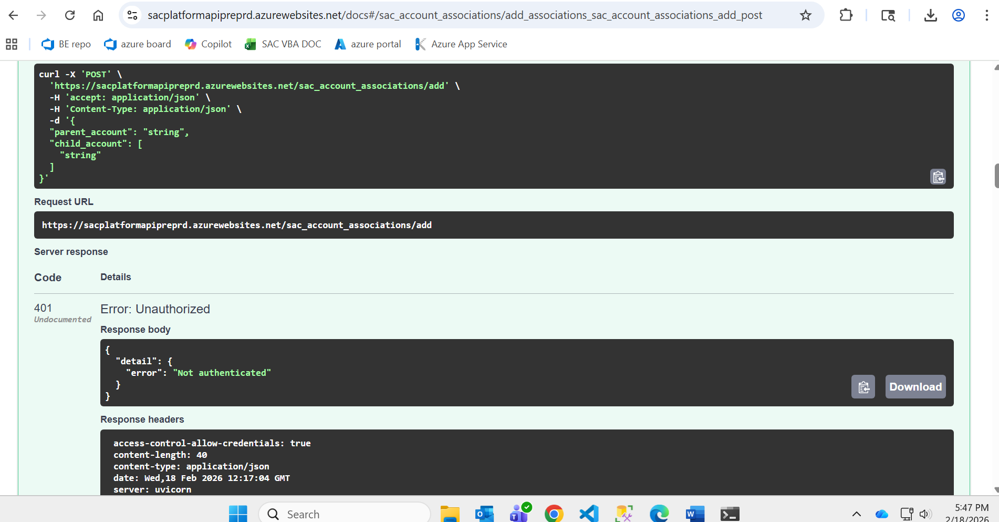 sacplatformapipreprd.azurewebsites.net/docs#/sac_account_associations/add_associations_sac_account_associations_add_post
BE repo azure board Copilot SAC VBA DOC azure portal Azure App Service
curl -X 'POST' \
  'https://sacplatformapipreprd.azurewebsites.net/sac_account_associations/add' \
  -H 'accept: application/json' \
  -H 'Content-Type: application/json' \
  -d '{
  "parent_account": "string",
  "child_account": [
    "string"
  ]
}'
Request URL
https://sacplatformapipreprd.azurewebsites.net/sac_account_associations/add
Server response
Code Details
401 Error: Unauthorized
Undocumented
Response body
{
  "detail": {
    "error": "Not authenticated"
  }
}
Download
Response headers
access-control-allow-credentials: true
content-length: 40
content-type: application/json
date: Wed,18 Feb 2026 12:17:04 GMT
server: uvicorn
Search
5:47 PM
2/18/2026